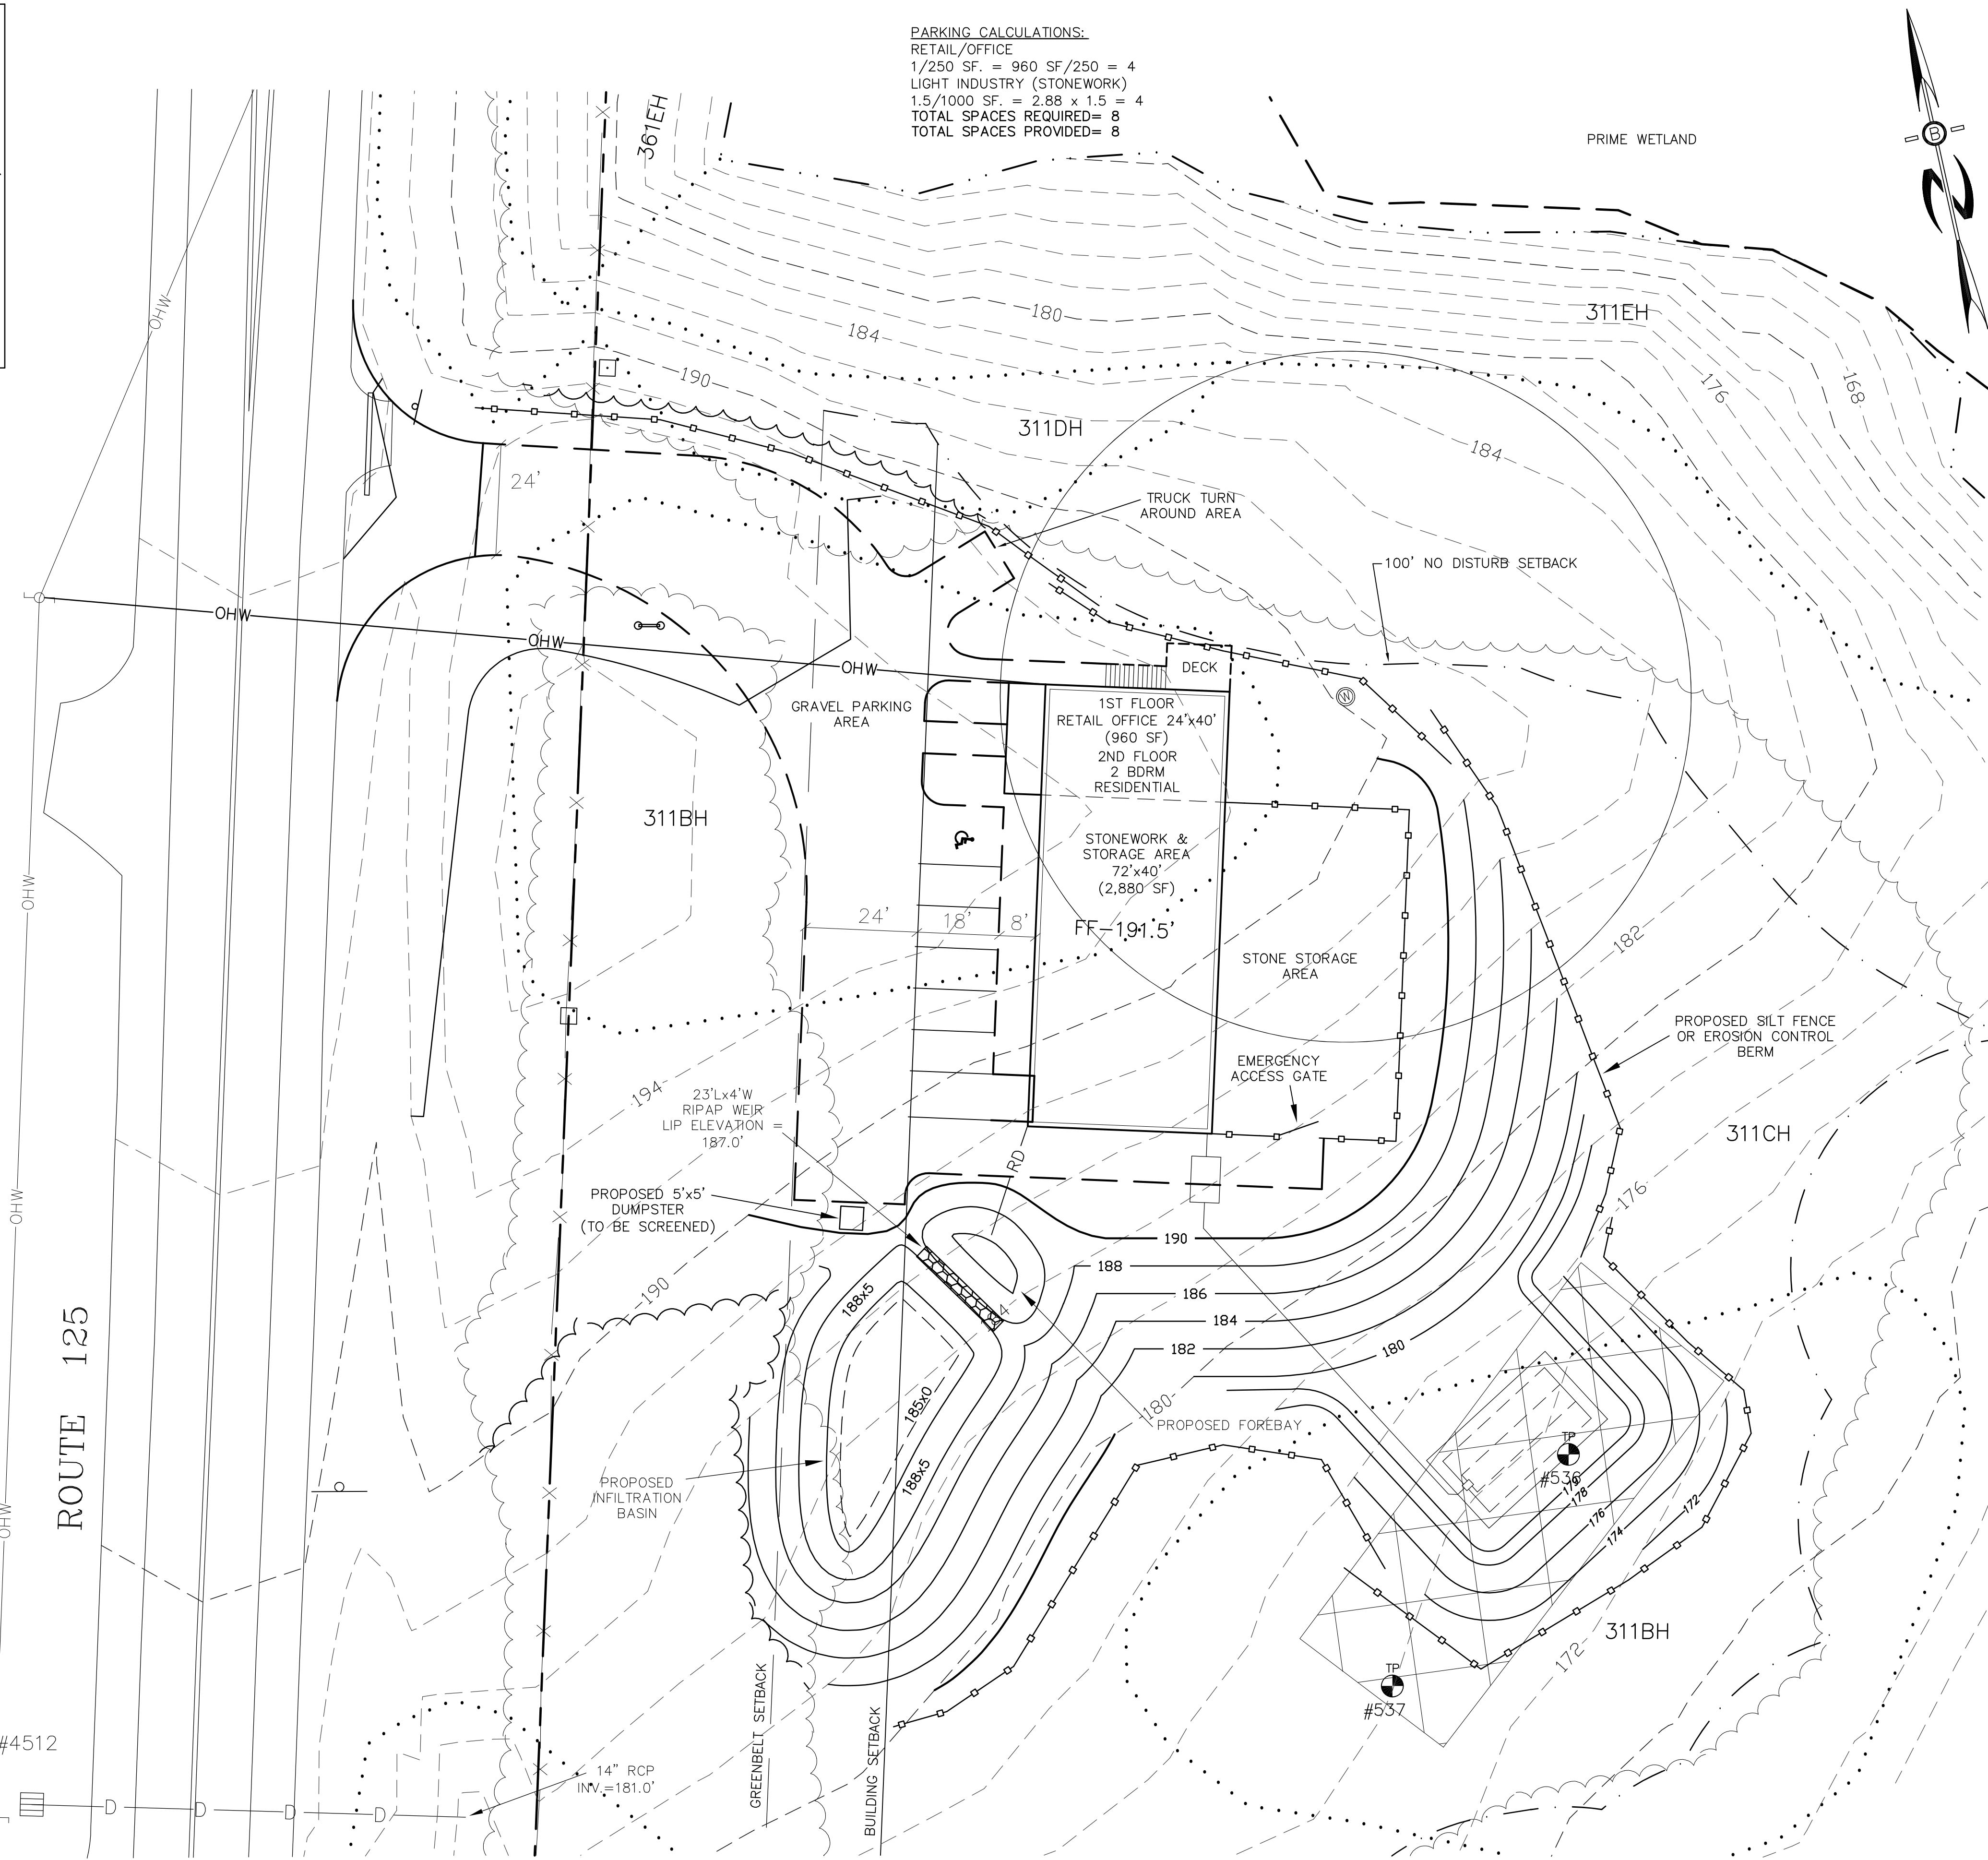 PARKING CALCULATIONS:
RETAIL/OFFICE
1/250 SF. = 960 SF/250 = 4
LIGHT INDUSTRY (STONEWORK)
1.5/1000 SF. = 2.88 x 1.5 = 4
TOTAL SPACES REQUIRED= 8
TOTAL SPACES PROVIDED= 8
PRIME WETLAND
B
361EH
OHW
180
184
311EH
190
176
168
311DH
184
24'
TRUCK TURN
AROUND AREA
100' NO DISTURB SETBACK
OHW
OHW
OHW
DECK
W
GRAVEL PARKING
AREA
1ST FLOOR
RETAIL OFFICE 24'x40'
(960 SF)
2ND FLOOR
2 BDRM
RESIDENTIAL
311BH
STONEWORK &
STORAGE AREA
72'x40'
(2,880 SF)
OHW
24'
18'
8'
FF=191.5'
182
STONE STORAGE
AREA
PROPOSED SILT FENCE
OR EROSION CONTROL
BERM
EMERGENCY
ACCESS GATE
194
23'Lx4'W
RIPAP WEIR
LIP ELEVATION =
187.0'
311CH
RD
OHW
PROPOSED 5'x5'
DUMPSTER
(TO BE SCREENED)
176
190
188
190
188x5
186
4
184
182
180
ROUTE 125
185x0
180
PROPOSED FOREBAY
TP
#536
188x5
PROPOSED
INFILTRATION
BASIN
179
178
176
174
172
OHW
311BH
172
TP
#537
GREENBELT SETBACK
BUILDING SETBACK
#4512
14" RCP
INV.=181.0'
D
D
D
D